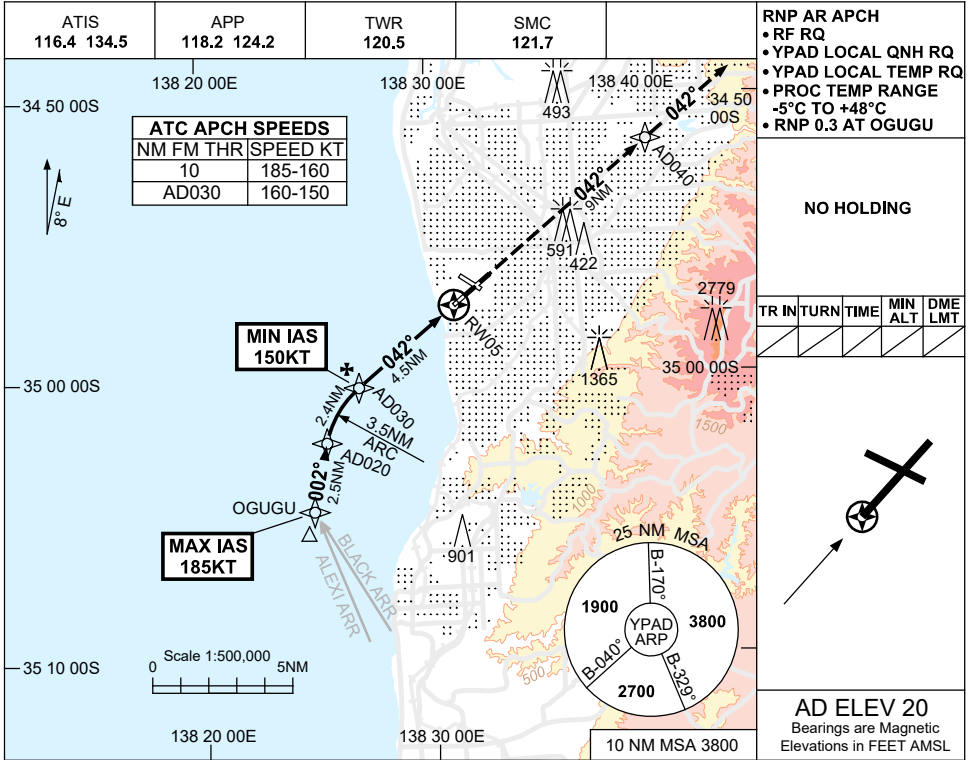 ATIS
116.4 134.5
APP
118.2 124.2
TWR
120.5
SMC
121.7
RNP AR APCH
• RF RQ
• YPAD LOCAL QNH RQ
• YPAD LOCAL TEMP RQ
• PROC TEMP RANGE
-5°C TO +48°C
• RNP 0.3 AT OGUGU
NO HOLDING
TR IN
TURN
TIME
MIN ALT
DME LMT
138 20 00E
138 30 00E
138 40 00E
34 50 00S
34 50
00S
ATC APCH SPEEDS
NM FM THR SPEED KT
10 185-160
AD030 160-150
8° E
493
042°
AD040
042°
9NM
591
422
2779
RW05
MIN IAS
150KT
042°
4.5NM
1365
35 00 00S
35 00 00S
AD030
2.4NM
3.5NM
ARC
AD020
1500
002°
2.5NM
OGUGU
1000
MAX IAS
185KT
BLACK ARR
ALEXI ARR
901
25 NM MSA
B-170°
1900
3800
YPAD
ARP
B-040°
B-329°
2700
500
35 10 00S
Scale 1:500,000
0 5NM
138 20 00E
138 30 00E
10 NM MSA 3800
AD ELEV 20
Bearings are Magnetic
Elevations in FEET AMSL